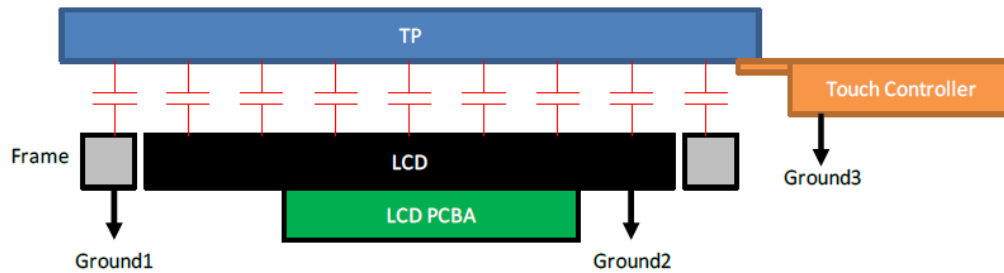 TP
Touch Controller
Frame
LCD
Ground3
LCD PCBA
Ground1
Ground2